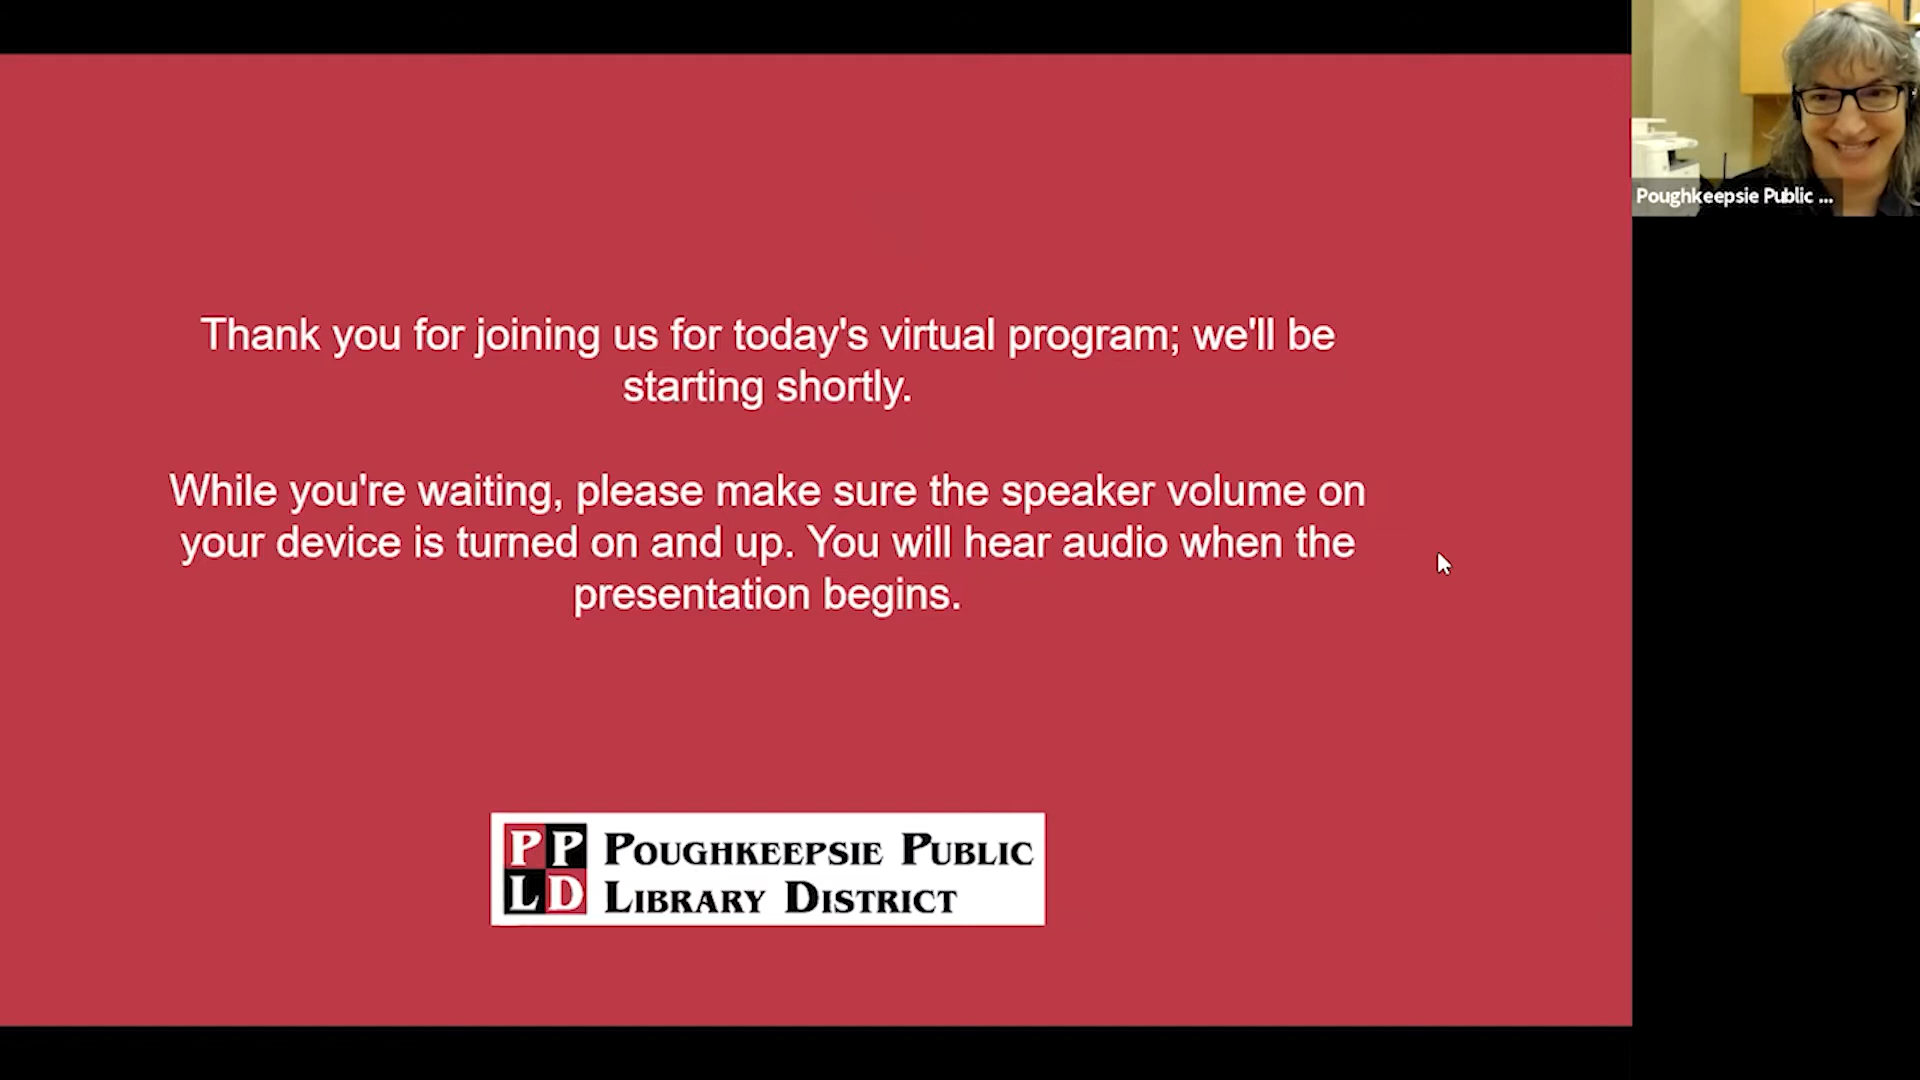 Thank you for joining us for today's virtual program; we'll be
starting shortly.
While you're waiting, please make sure the speaker volume on
your device is turned on and up. You will hear audio when the
presentation begins.
PP
LD
POUGHKEEPSIE PUBLIC
LIBRARY DISTRICT
Poughkeepsie Public ...